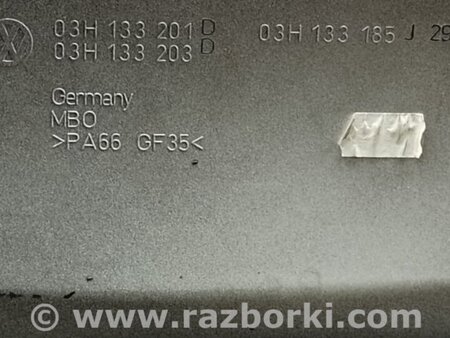 03H 133 201 D 03H 133 185 J 29
03H 133 203 D
Germany
MBO
>PA66 GF35<
© www.razborki.com